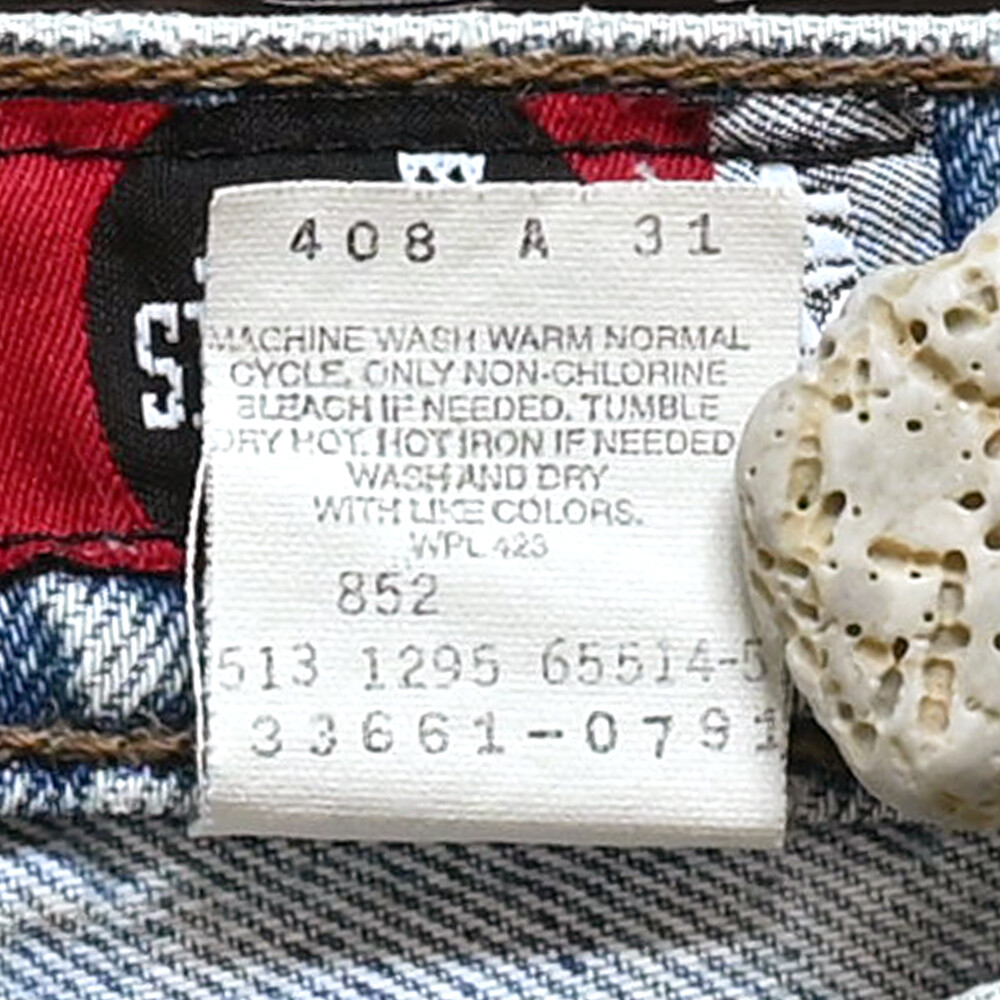 408 A 31
MACHINE WASH WARM NORMAL
CYCLE. ONLY NON-CHLORINE
BLEACH IF NEEDED. TUMBLE
DRY HOT. HOT IRON IF NEEDED
WASH AND DRY
WITH LIKE COLORS.
WPL 423
852
513 1295 65514-5
33661-0791